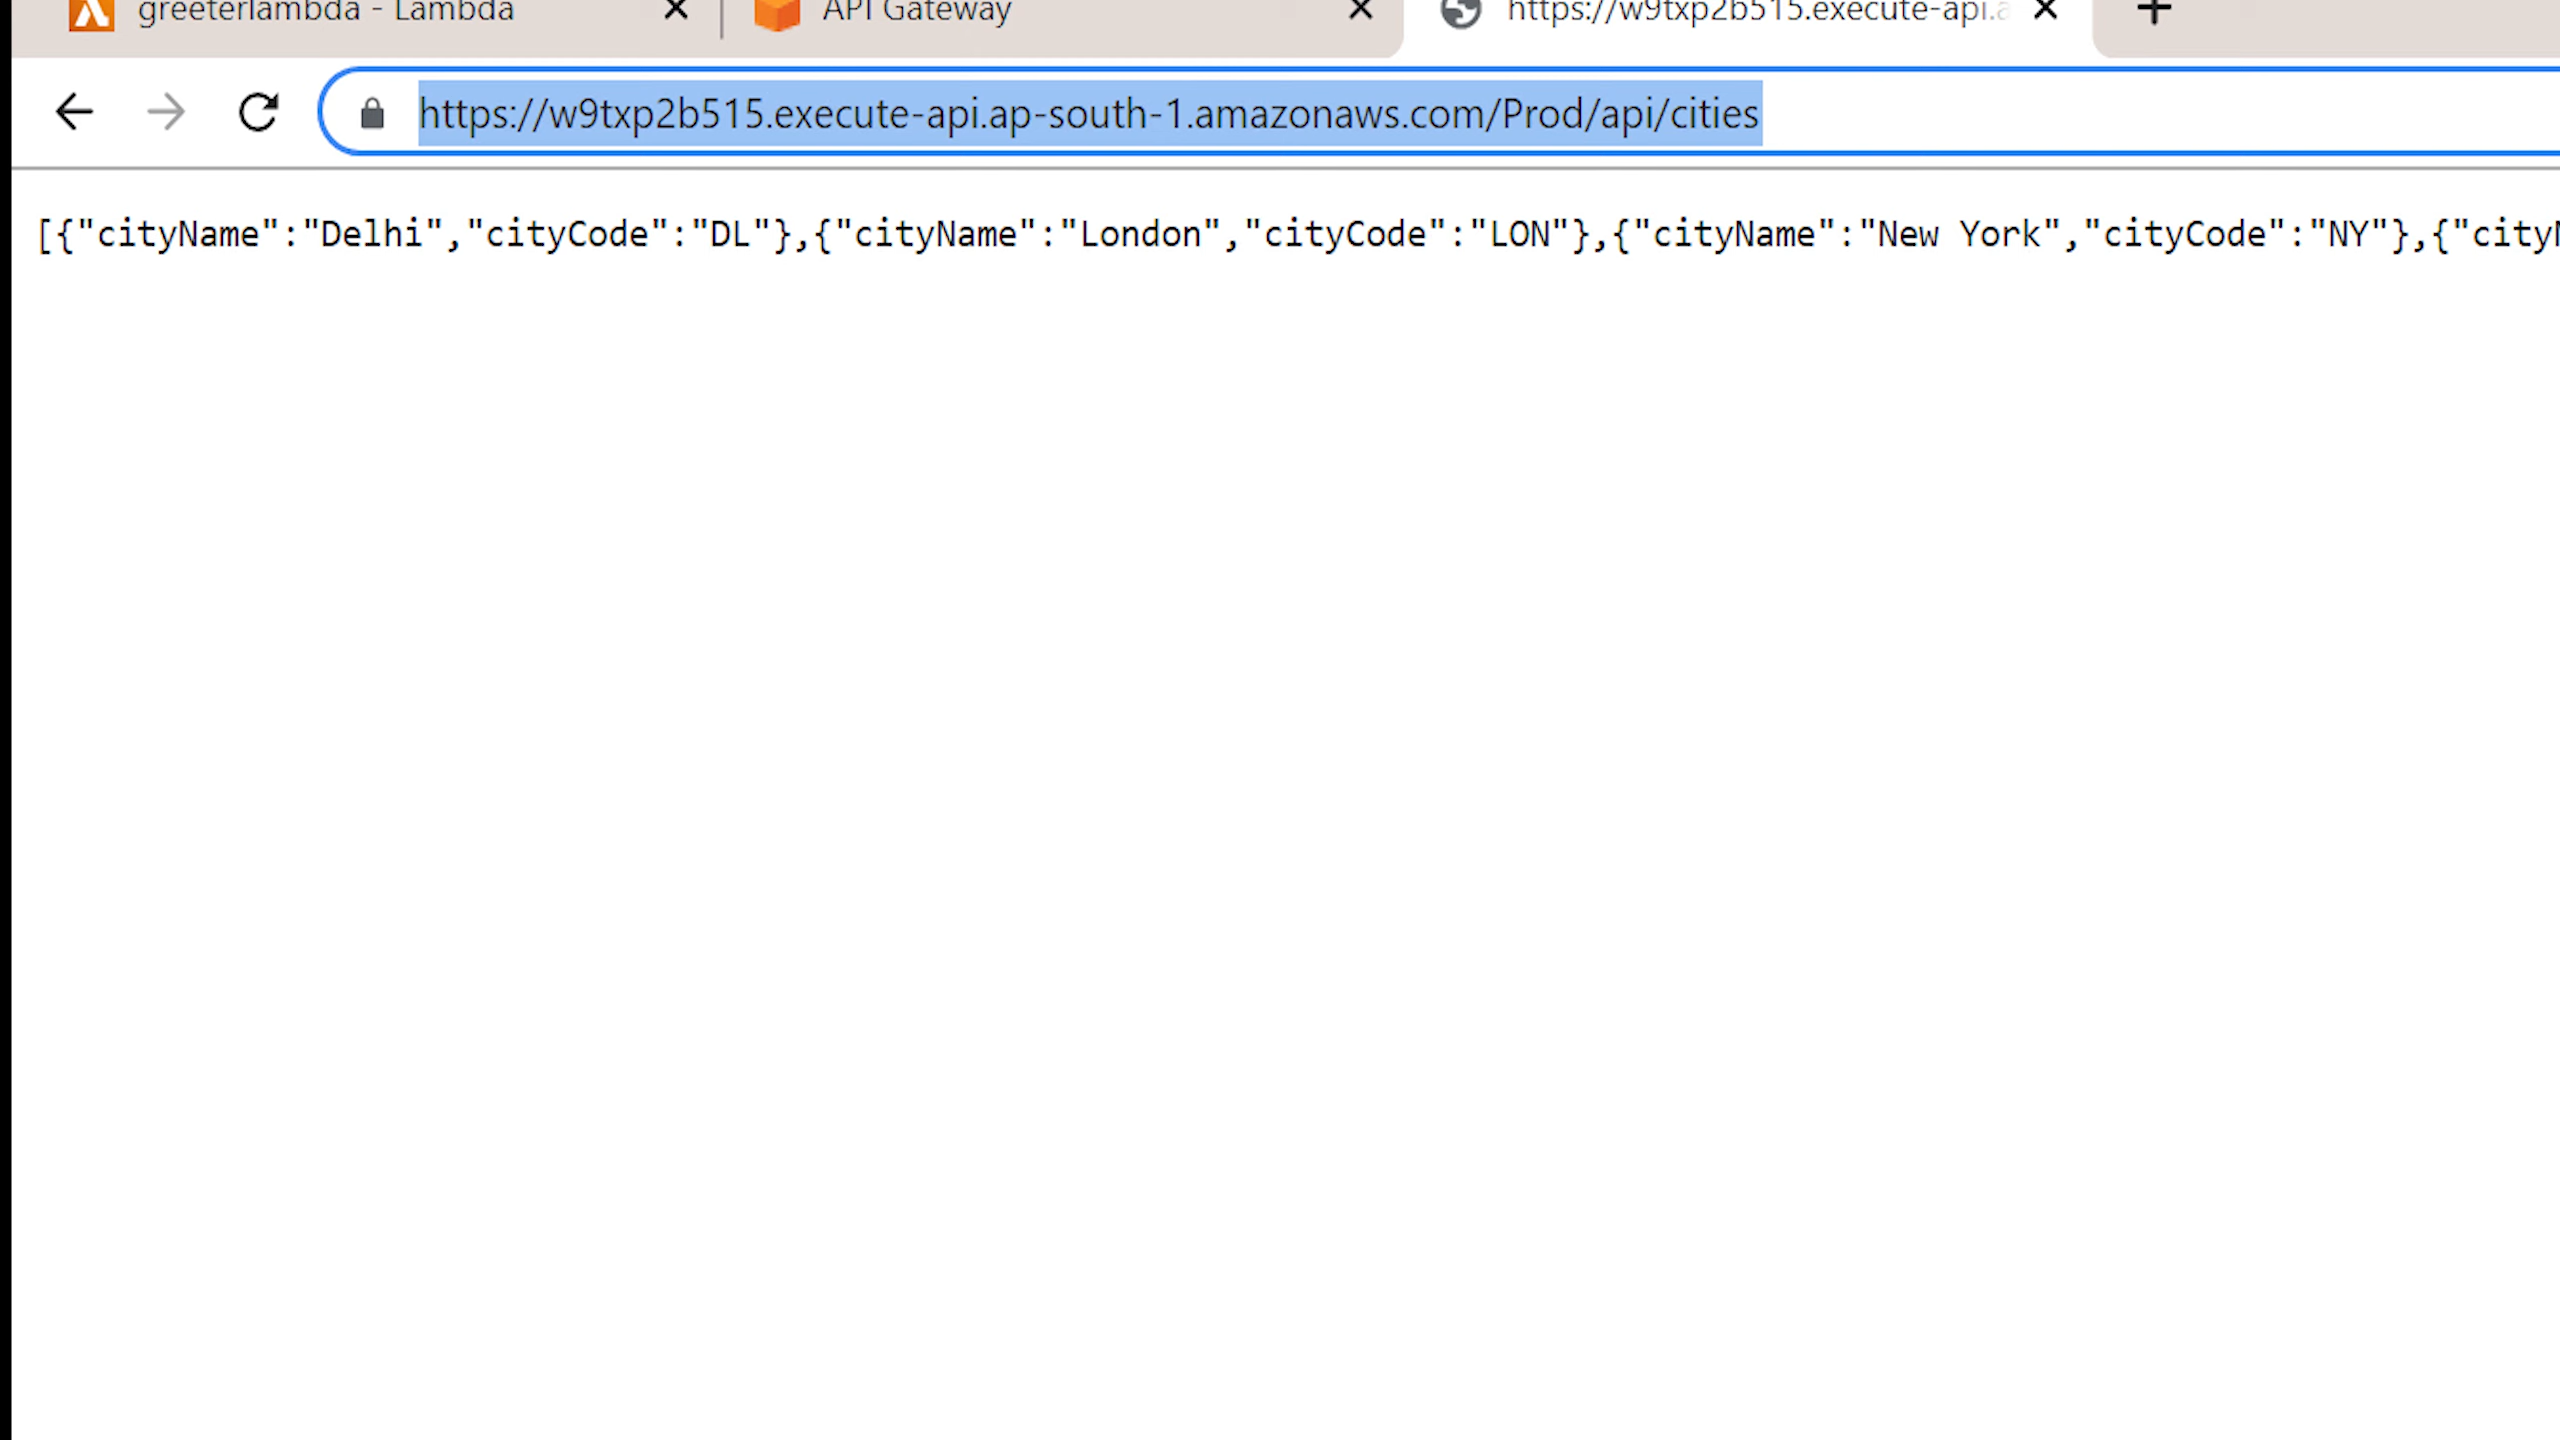 greeterlambda - Lambda
API Gateway
https://w9txp2b515.execute-api.a
https://w9txp2b515.execute-api.ap-south-1.amazonaws.com/Prod/api/cities
[{"cityName":"Delhi","cityCode":"DL"},{"cityName":"London","cityCode":"LON"},{"cityName":"New York","cityCode":"NY"},{"cityN